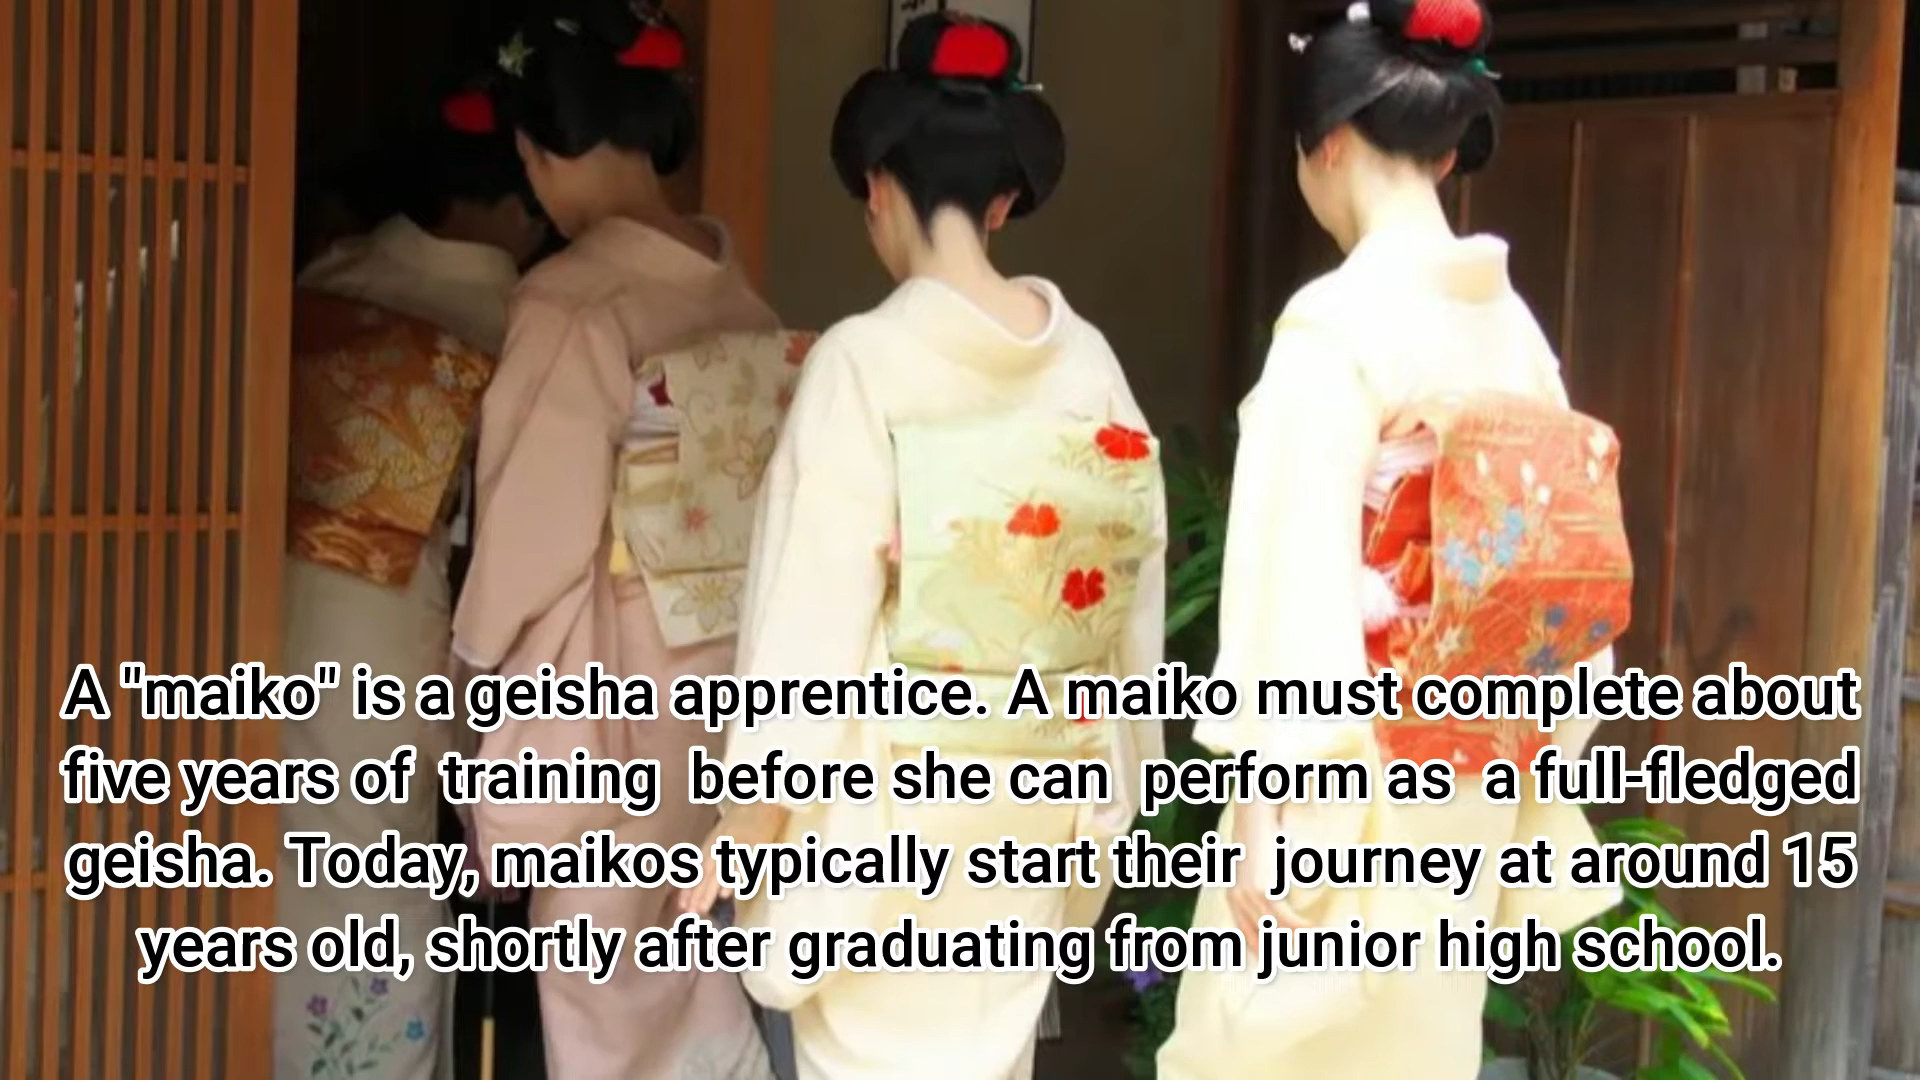 A "maiko" is a geisha apprentice. A maiko must complete about
five years of training before she can perform as a full-fledged
geisha. Today, maikos typically start their journey at around 15
years old, shortly after graduating from junior high school.